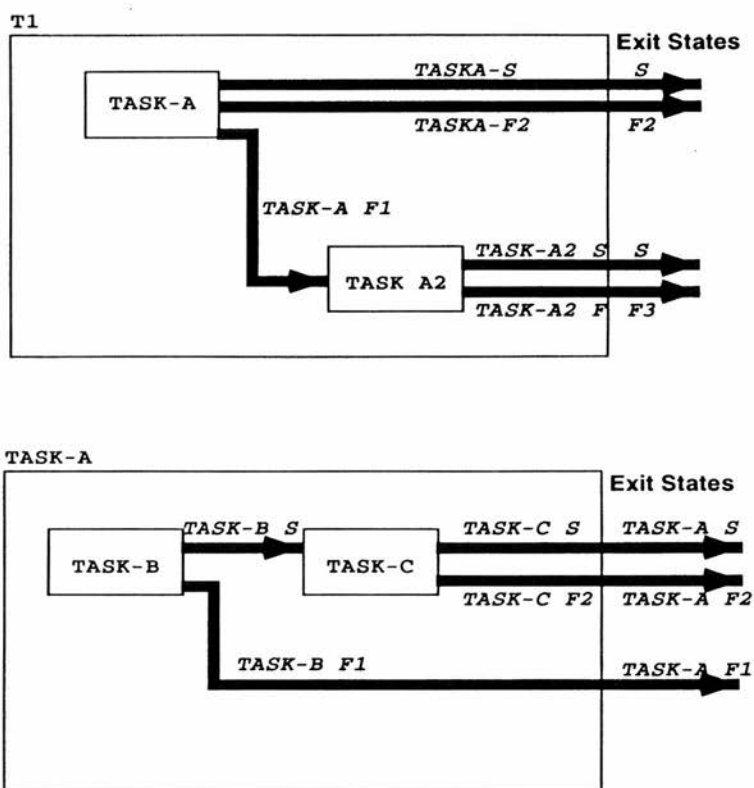 T1
Exit States
TASKA-S S
TASK-A
TASKA-F2 F2
TASK-A F1
TASK-A2 S S
TASK A2
TASK-A2 F F3
TASK-A
Exit States
TASK-B S
TASK-C S TASK-A S
TASK-B
TASK-C
TASK-C F2 TASK-A F2
TASK-B F1 TASK-A F1